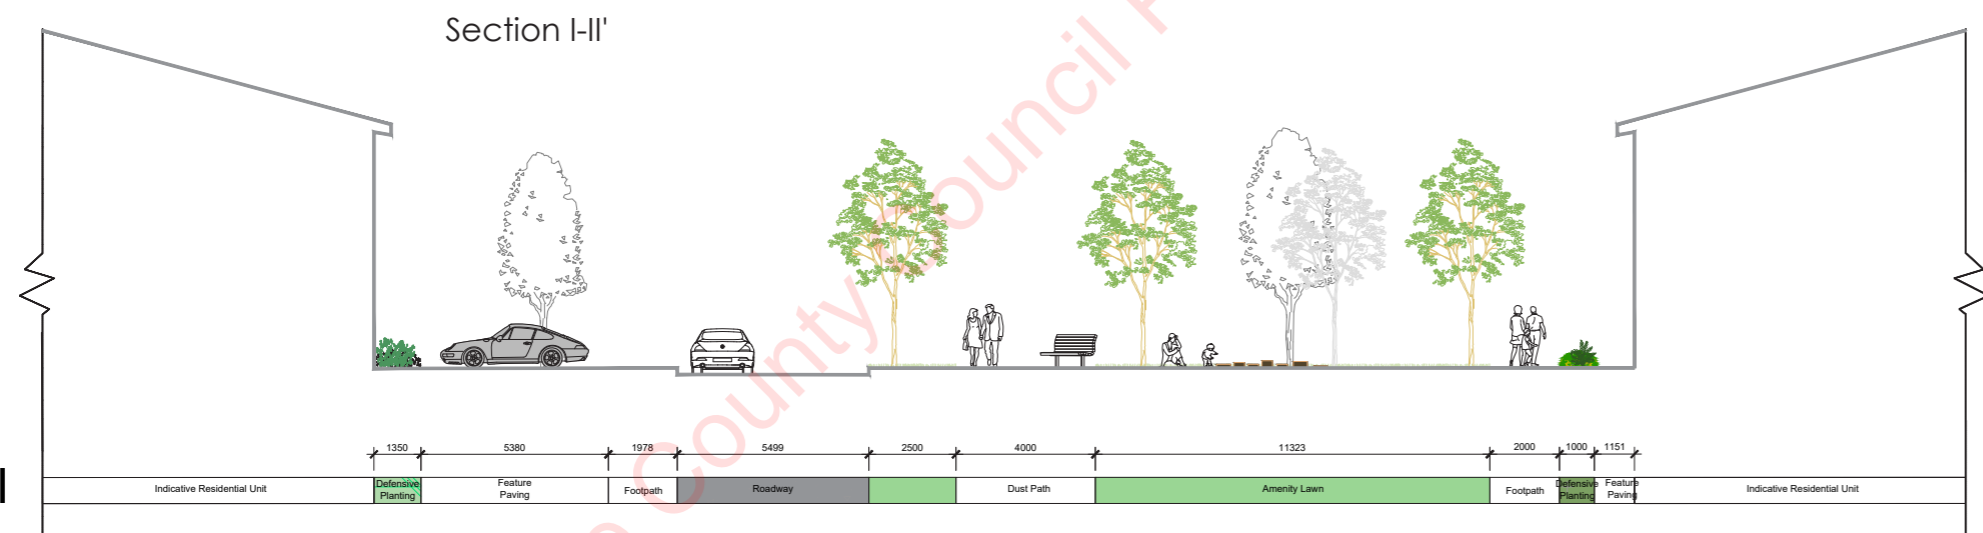 Section I-II'
County Council P
1350 5380 1978 5499 2500 4000 11323 2000 1000 1151
Indicative Residential Unit
Defensive
Planting
Feature
Paving
Footpath
Roadway
Dust Path
Amenity Lawn
Footpath
Defensive
Planting
Feature
Paving
Indicative Residential Unit